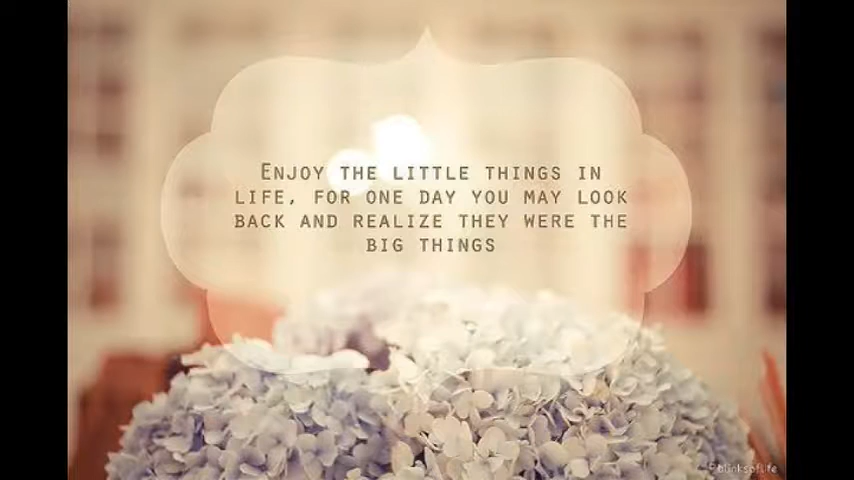 Enjoy the little things in
life, for one day you may look
back and realize they were the
big things
blinksoflife